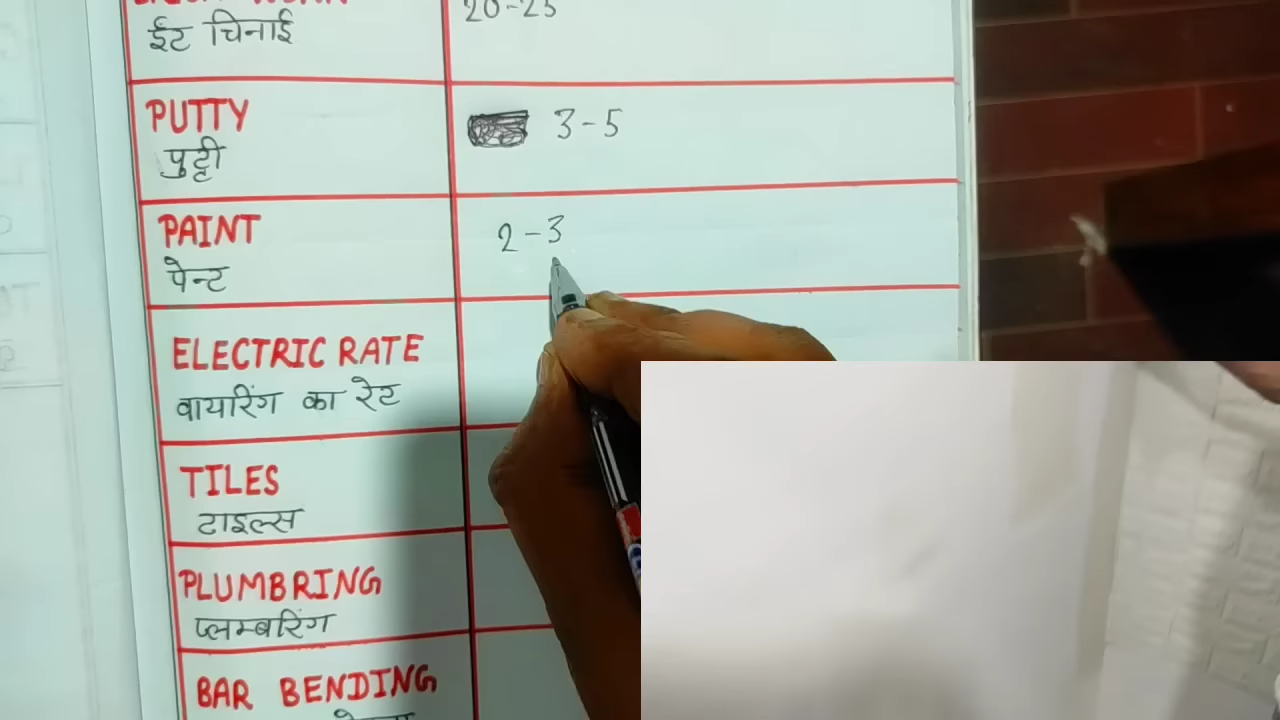 20-25
ईंट चिनाई
PUTTY
3-5
पुट्टी
PAINT
2-3
पेन्ट
ELECTRIC RATE
वायरिंग का रेट
TILES
टाइल्स
PLUMBRING
प्लम्बरिंग
BAR BENDING